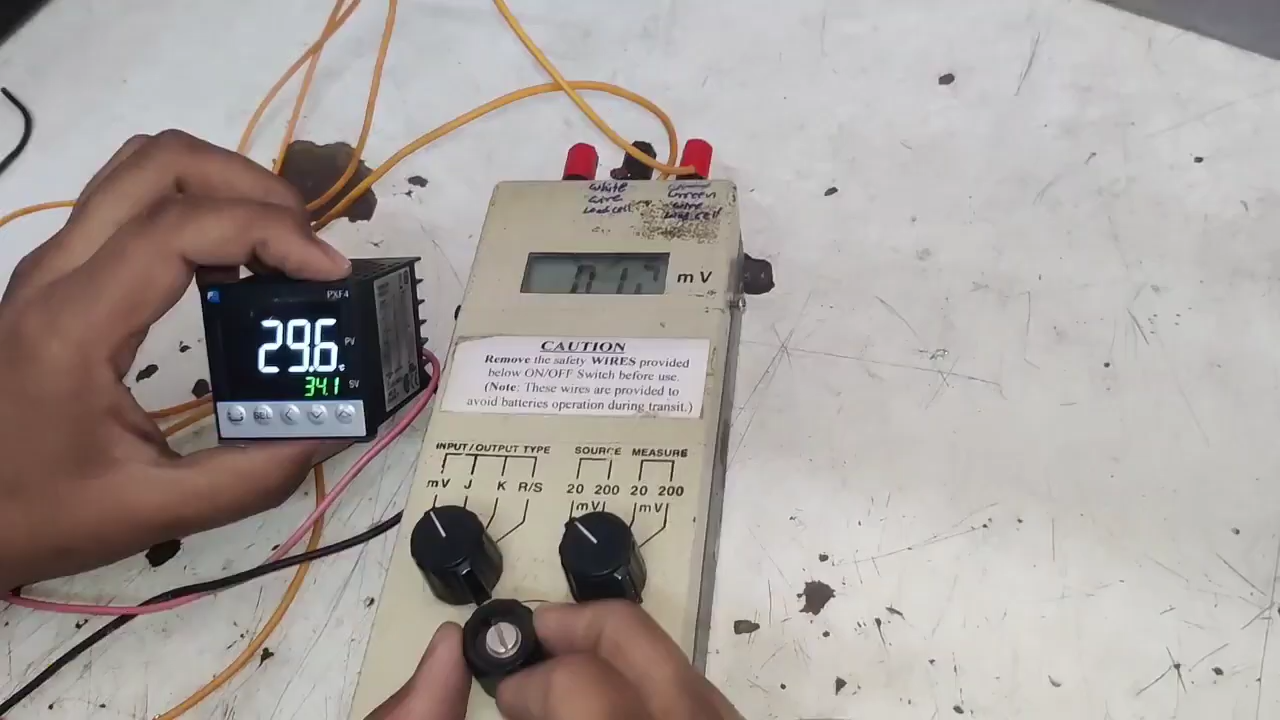 White
wire
Load cell
Green
wire
Load cell
mV
PXF4
29.6
PV
34.1
SV
SEL
CAUTION
Remove the safety WIRES provided
below ON/OFF Switch before use.
(Note: These wires are provided to
avoid batteries operation during transit.)
INPUT/OUTPUT TYPE
SOURCE MEASURE
mV J K R/S
20 200 20 200
mV mV